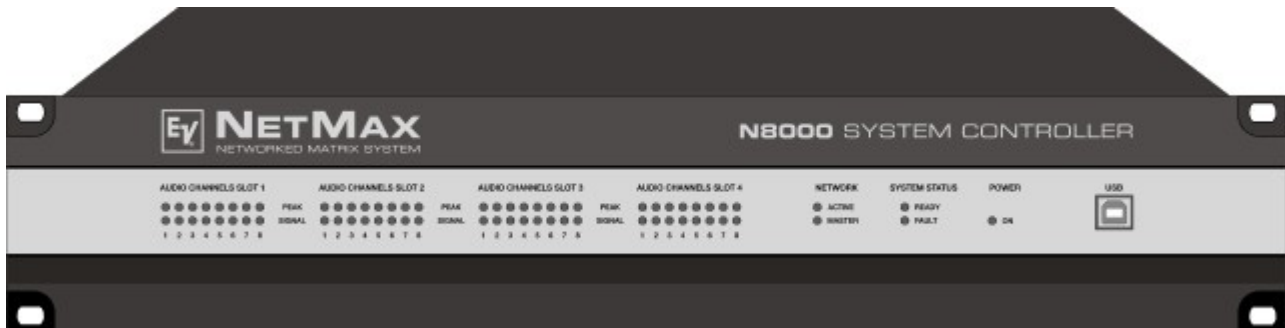 EV NETMAX
NETWORKED MATRIX SYSTEM
N8000 SYSTEM CONTROLLER
AUDIO CHANNELS SLOT 1
AUDIO CHANNELS SLOT 2
AUDIO CHANNELS SLOT 3
AUDIO CHANNELS SLOT 4
NETWORK
SYSTEM STATUS
POWER
USB
PEAK
PEAK
PEAK
ACTIVE
READY
SIGNAL
SIGNAL
SIGNAL
MASTER
FAULT
ON
1 2 3 4 5 6 7 8
1 2 3 4 5 6 7 8
1 2 3 4 5 6 7 8
1 2 3 4 5 6 7 8